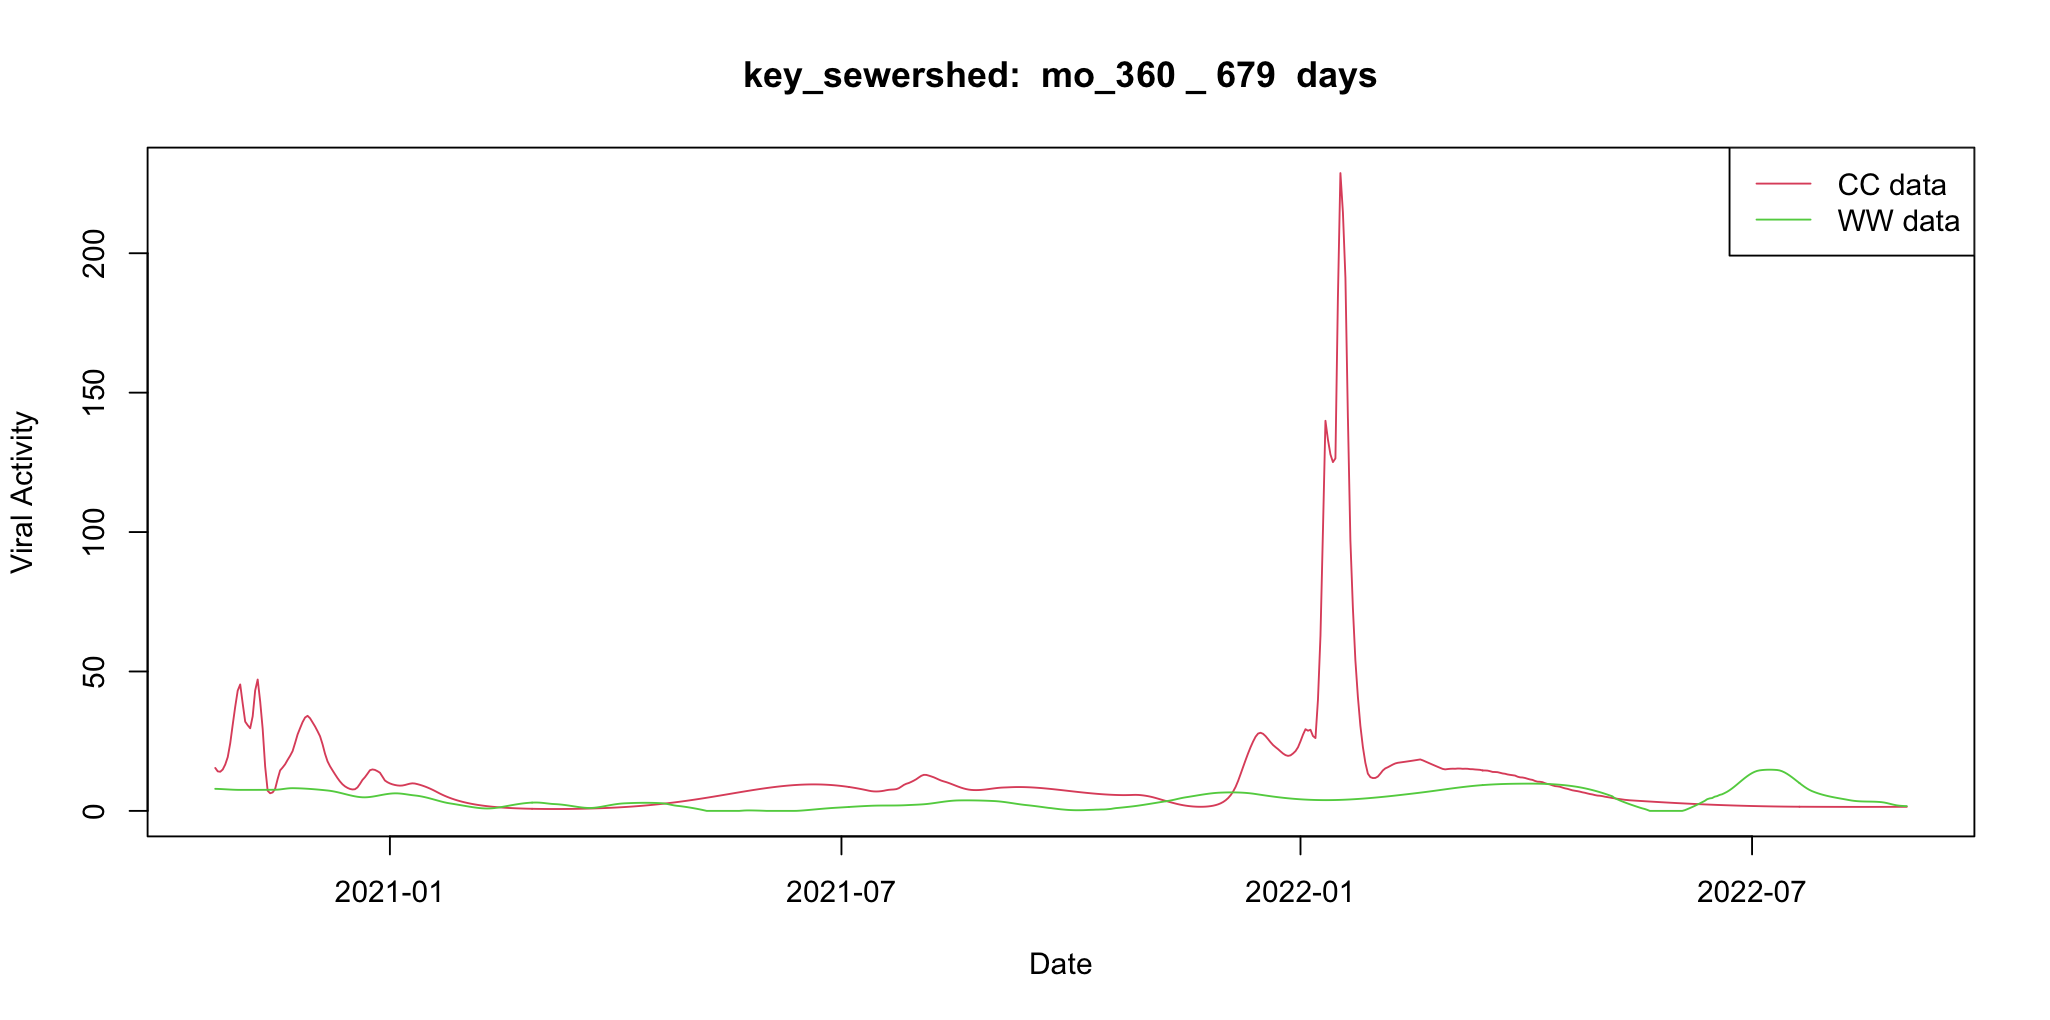 key_sewershed:  mo_360 _ 679  days
CC data
WW data
Viral Activity
200
150
100
50
0
2021-01
2021-07
2022-01
2022-07
Date